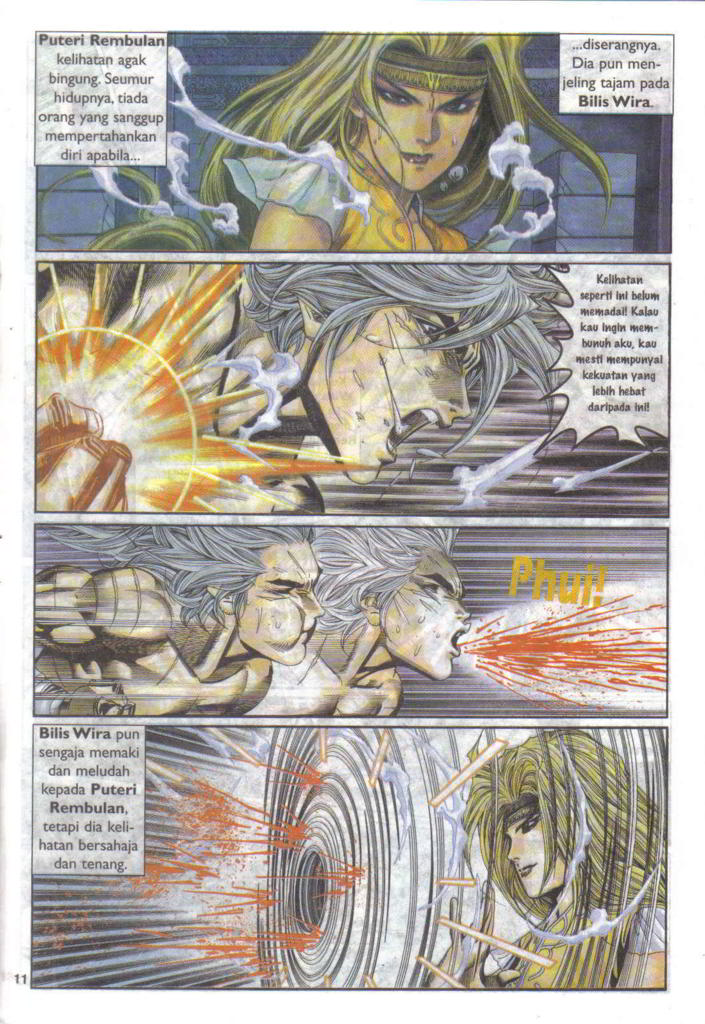 Puteri Rembulan
kelihatan agak
bingung. Seumur
hidupnya, tiada
orang yang sanggup
mempertahankan
diri apabila...
...diserangnya.
Dia pun men-
jeling tajam pada
Bilis Wira.
Kelihatan
seperti ini belum
memadai! Kalau
kau ingin mem-
bunuh aku, kau
mesti mempunyai
kekuatan yang
lebih hebat
daripada ini!
Phui!
Bilis Wira pun
sengaja memaki
dan meludah
kepada Puteri
Rembulan,
tetapi dia keli-
hatan bersahaja
dan tenang.
11